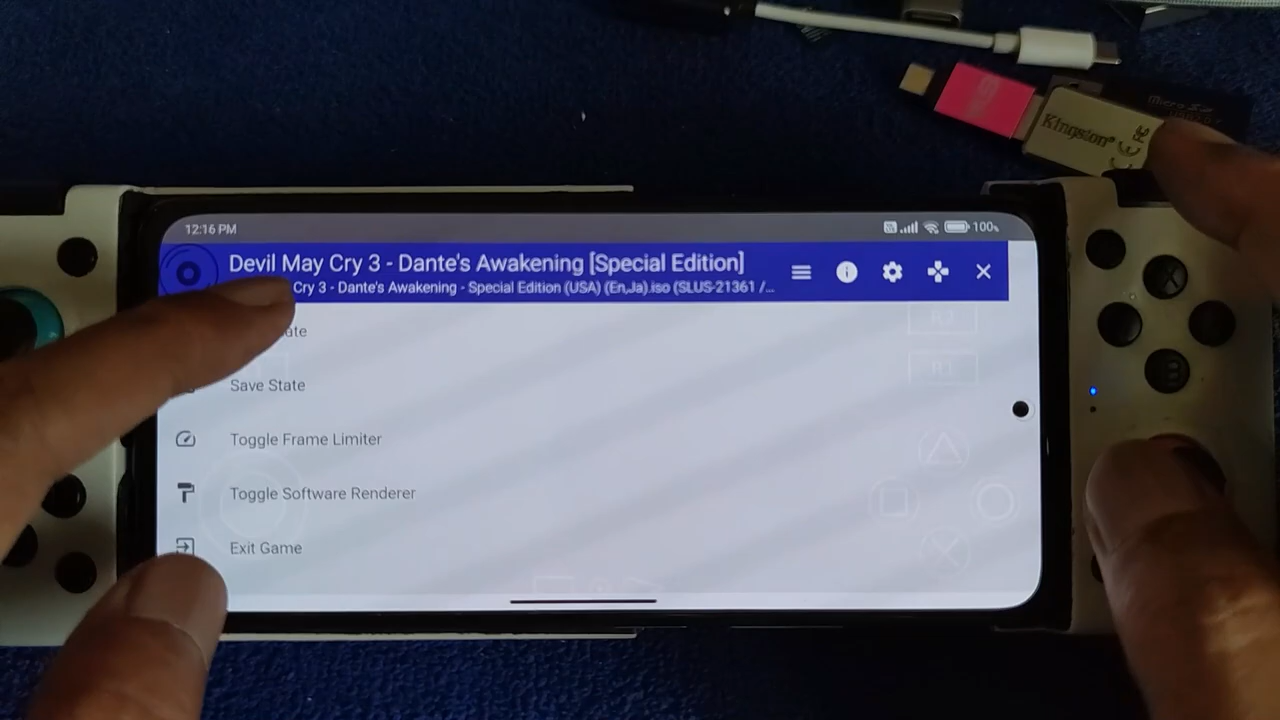 Kingston
12:16 PM
100%
Devil May Cry 3 - Dante's Awakening [Special Edition]
Cry 3 - Dante's Awakening - Special Edition (USA) (En,Ja).iso (SLUS-21361 /...
Save State
Toggle Frame Limiter
Toggle Software Renderer
Exit Game